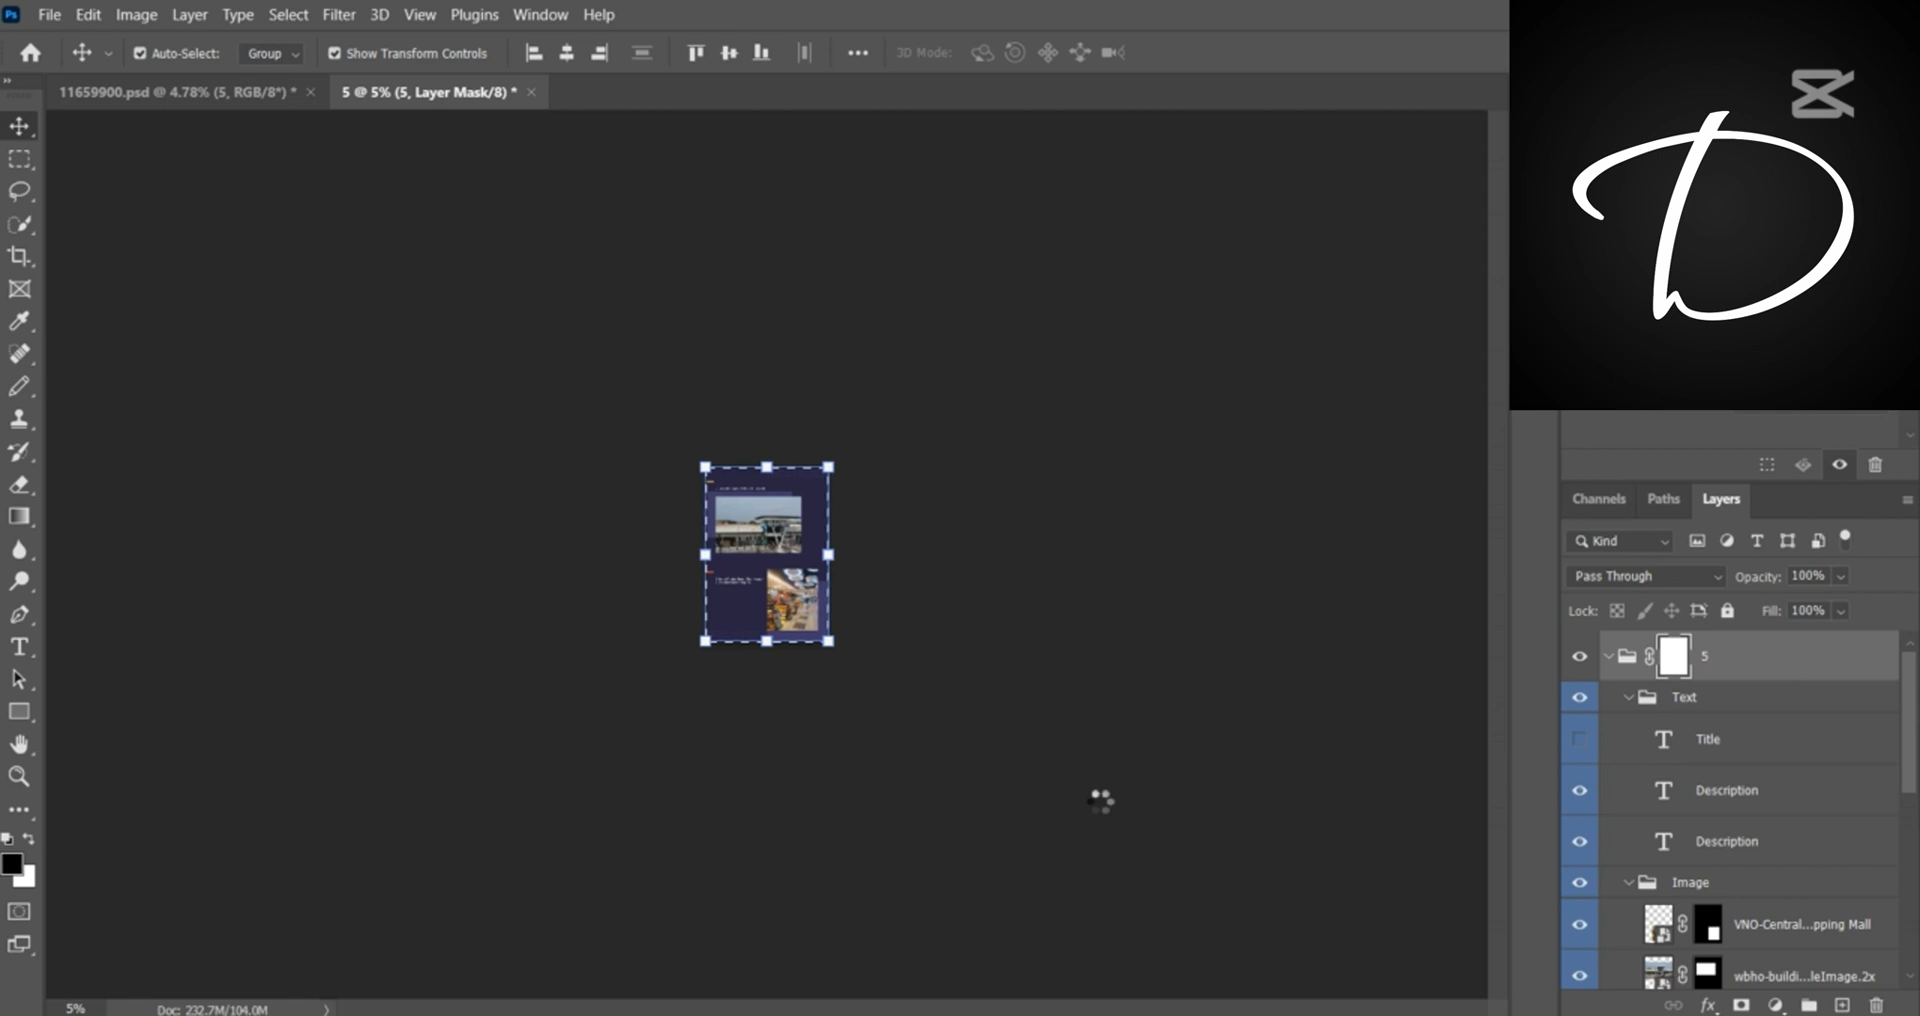 Ps File Edit Image Layer Type Select Filter 3D View Plugins Window Help
Auto-Select: Group Show Transform Controls 3D Mode:
11659900.psd @ 4.78% (5, RGB/8*) * 5 @ 5% (5, Layer Mask/8) *
D
Channels Paths Layers
Kind
Pass Through Opacity: 100%
Lock: Fill: 100%
5
Text
Title
Description
Description
Image
VNO-Central...pping Mall
wbho-buildi...leImage.2x
5% Doc: 232.7M/104.0M